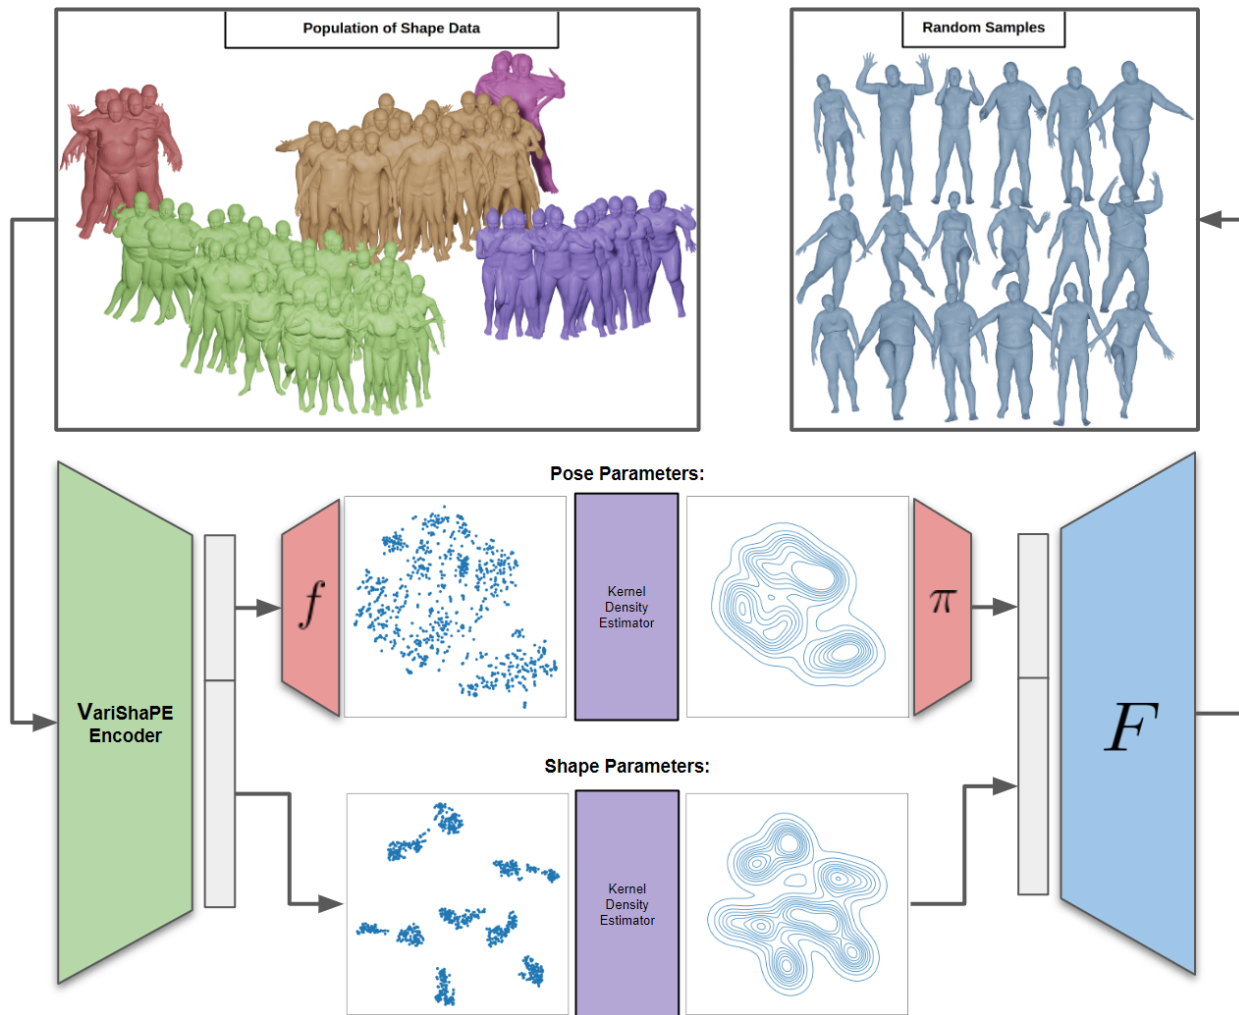 Population of Shape Data
Random Samples
Pose Parameters:
f
Kernel
Density
Estimator
π
VariShaPE
Encoder
F
Shape Parameters:
Kernel
Density
Estimator